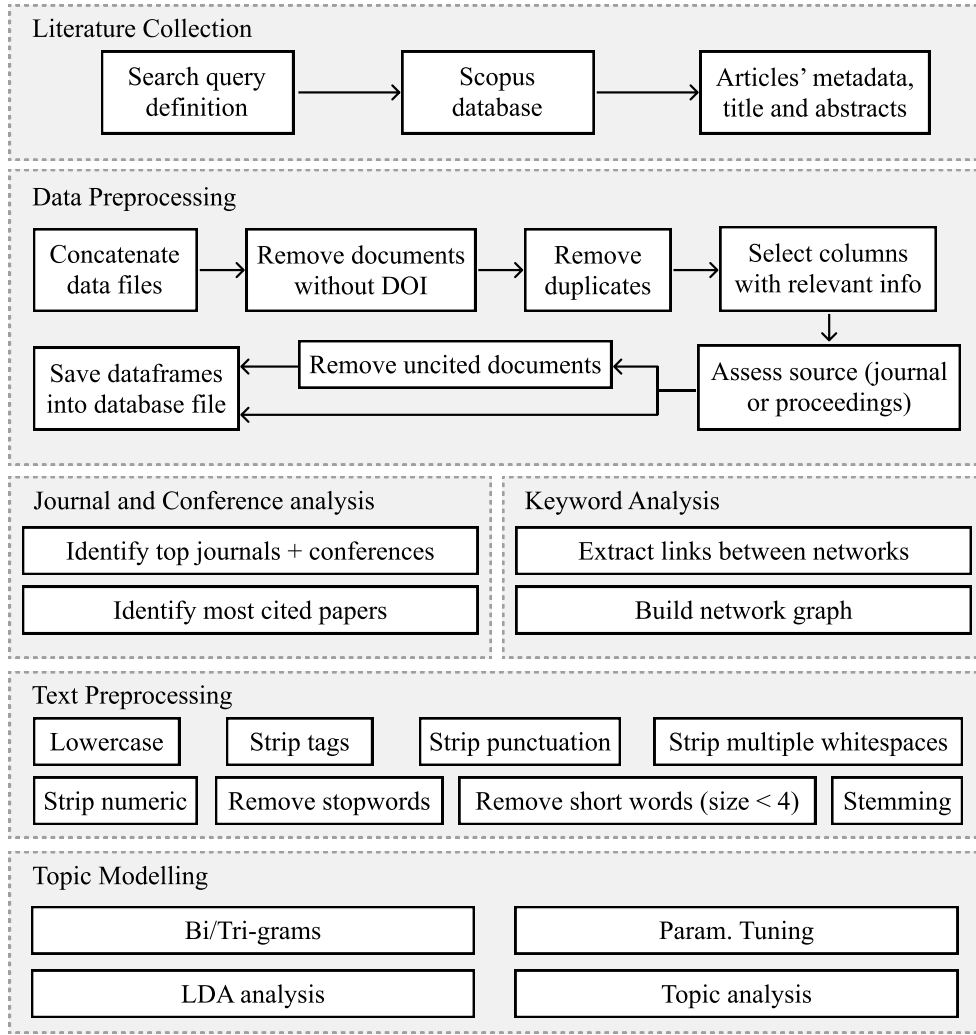 Literature Collection
Search query
definition
Scopus
database
Articles’ metadata,
title and abstracts
Data Preprocessing
Concatenate
data files
Remove documents
without DOI
Remove
duplicates
Select columns
with relevant info
Save dataframes
into database file
Remove uncited documents
Assess source (journal
or proceedings)
Journal and Conference analysis
Identify top journals + conferences
Identify most cited papers
Keyword Analysis
Extract links between networks
Build network graph
Text Preprocessing
Lowercase
Strip tags
Strip punctuation
Strip multiple whitespaces
Strip numeric
Remove stopwords
Remove short words (size < 4)
Stemming
Topic Modelling
Bi/Tri-grams
Param. Tuning
LDA analysis
Topic analysis